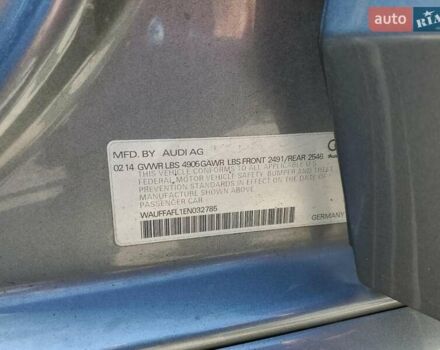 auto RIA
MFD. BY AUDI AG
02 14 GVWR LBS 4906 GAWR LBS FRONT 2491/REAR 2546
THIS VEHICLE CONFORMS TO ALL APPLICABLE U.S.
FEDERAL MOTOR VEHICLE SAFETY, BUMPER, AND THEFT
PREVENTION STANDARDS IN EFFECT ON THE DATE OF
MANUFACTURE SHOWN ABOVE.
PASSENGER CAR
WAUFFAFL1EN032785
GERMANY